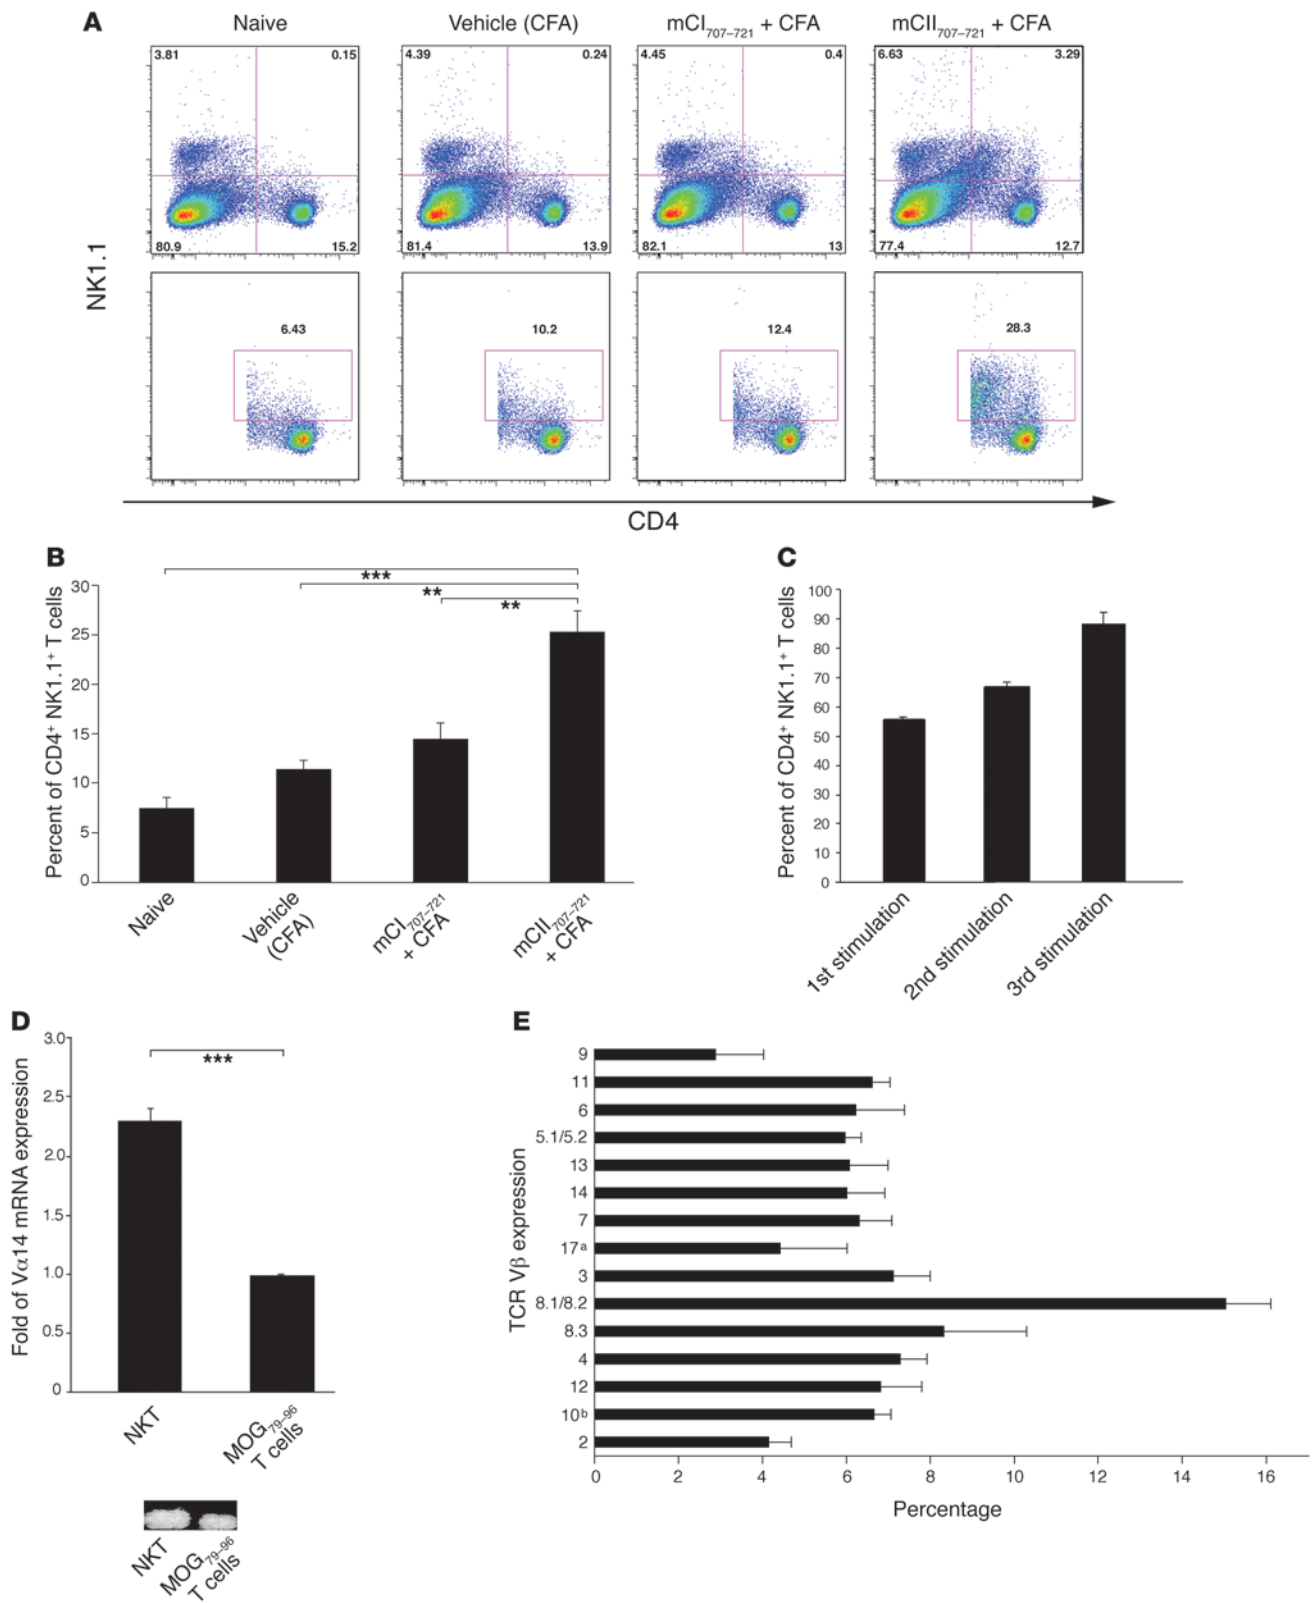 A
Naive
Vehicle (CFA)
mCI707–721 + CFA
mCII707–721 + CFA
3.81 0.15
80.9 15.2
4.39 0.24
81.4 13.9
4.45 0.4
82.1 13
6.63 3.29
77.4 12.7
NK1.1
6.43
10.2
12.4
28.3
CD4
B
Percent of CD4+ NK1.1+ T cells
30
25
20
15
10
5
0
***
**
**
Naive
Vehicle
(CFA)
mCI707–721
+ CFA
mCII707–721
+ CFA
C
Percent of CD4+ NK1.1+ T cells
100
90
80
70
60
50
40
30
20
10
0
1st stimulation
2nd stimulation
3rd stimulation
D
Fold of Vα14 mRNA expression
3.0
2.5
2.0
1.5
1.0
0.5
0
***
NKT
MOG79–96
T cells
NKT
MOG79–96
T cells
E
TCR Vβ expression
9
11
6
5.1/5.2
13
14
7
17a
3
8.1/8.2
8.3
4
12
10b
2
0 2 4 6 8 10 12 14 16
Percentage